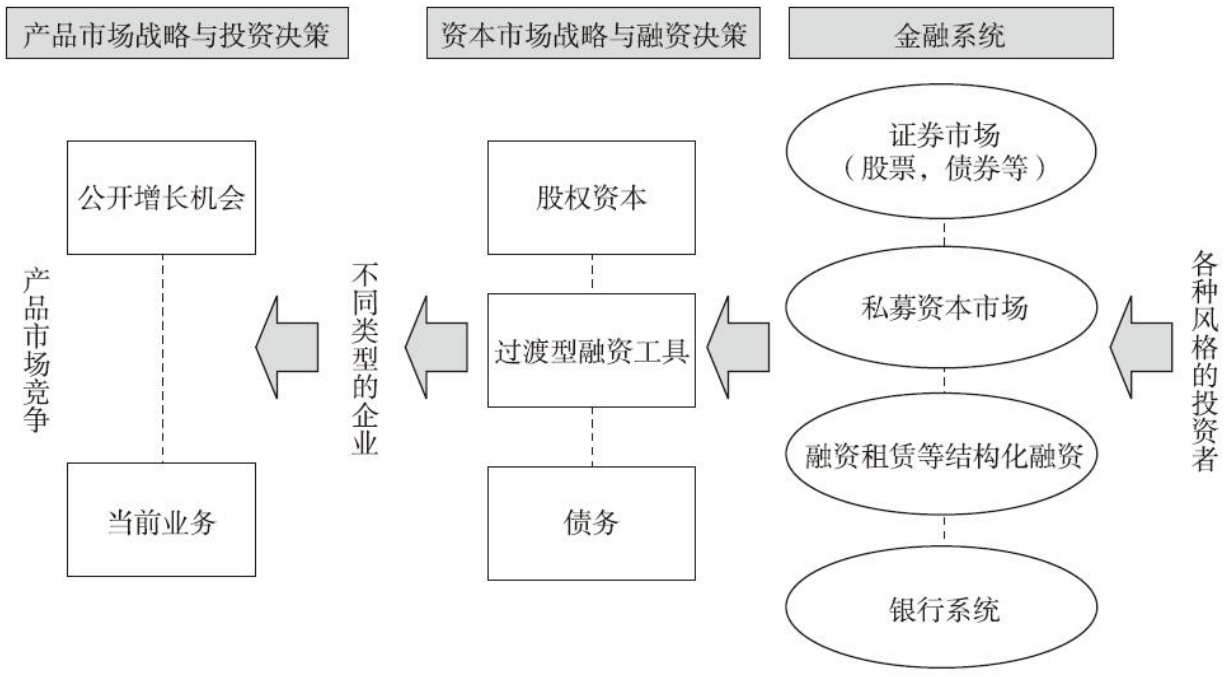 产品市场战略与投资决策
资本市场战略与融资决策
金融系统
公开增长机会
当前业务
产品市场竞争
不同类型的企业
股权资本
过渡型融资工具
债务
证券市场
（股票，债券等）
私募资本市场
融资租赁等结构化融资
银行系统
各种风格的投资者